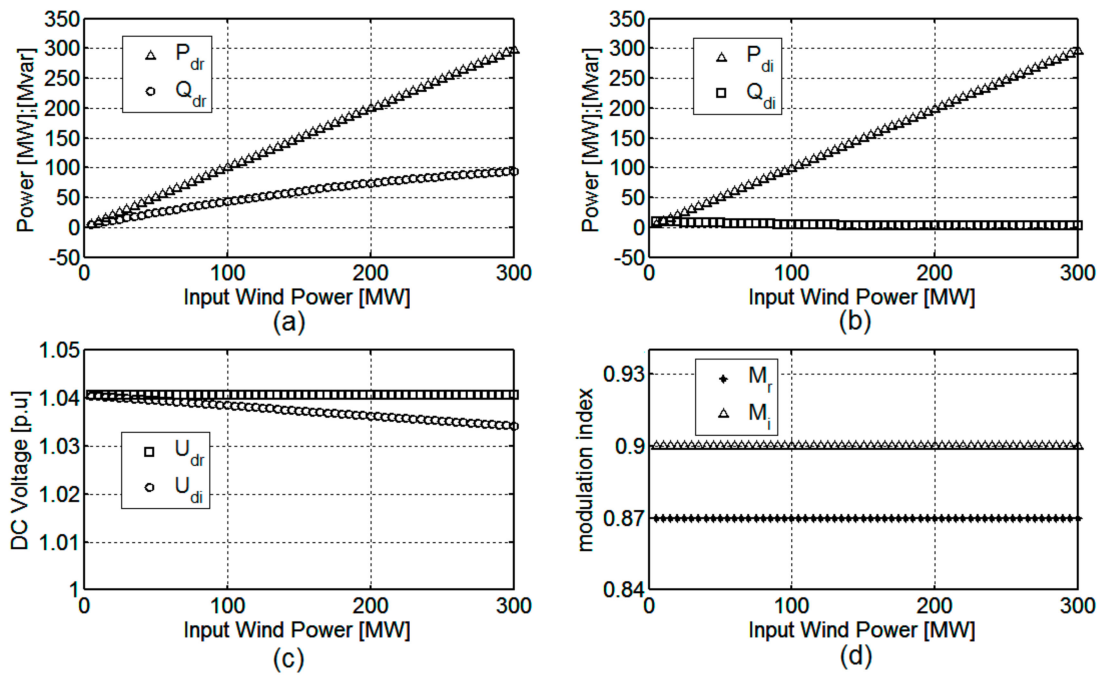 350
300
250
200
150
100
50
0
-50
Power [MW];[Mvar]
P_dr
Q_dr
0 100 200 300
Input Wind Power [MW]
(a)
350
300
250
200
150
100
50
0
-50
Power [MW];[Mvar]
P_di
Q_di
0 100 200 300
Input Wind Power [MW]
(b)
1.05
1.04
1.03
1.02
1.01
1
DC Voltage [p.u]
U_dr
U_di
0 100 200 300
Input Wind Power [MW]
(c)
0.93
0.9
0.87
0.84
modulation index
M_r
M_i
0 100 200 300
Input Wind Power [MW]
(d)